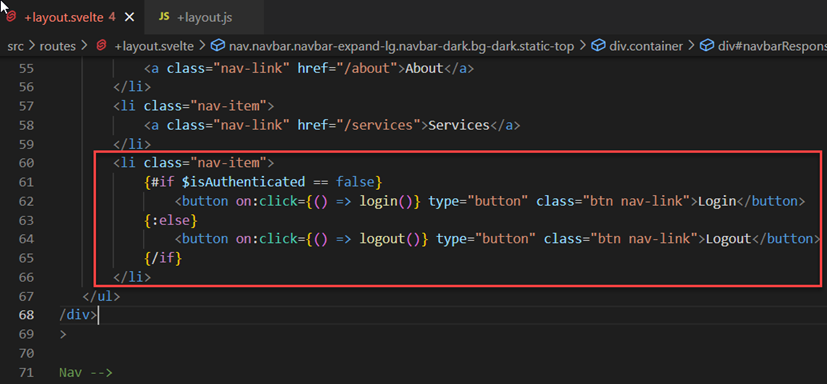 +layout.svelte 4 JS +layout.js
src > routes > +layout.svelte > nav.navbar.navbar-expand-lg.navbar-dark.bg-dark.static-top > div.container > div#navbarRespons
55 <a class="nav-link" href="/about">About</a>
56 </li>
57 <li class="nav-item">
58 <a class="nav-link" href="/services">Services</a>
59 </li>
60 <li class="nav-item">
61 {#if $isAuthenticated == false}
62 <button on:click={() => login()} type="button" class="btn nav-link">Login</button>
63 {:else}
64 <button on:click={() => logout()} type="button" class="btn nav-link">Logout</button>
65 {/if}
66 </li>
67 </ul>
68 /div>
69 >
70
71 Nav -->